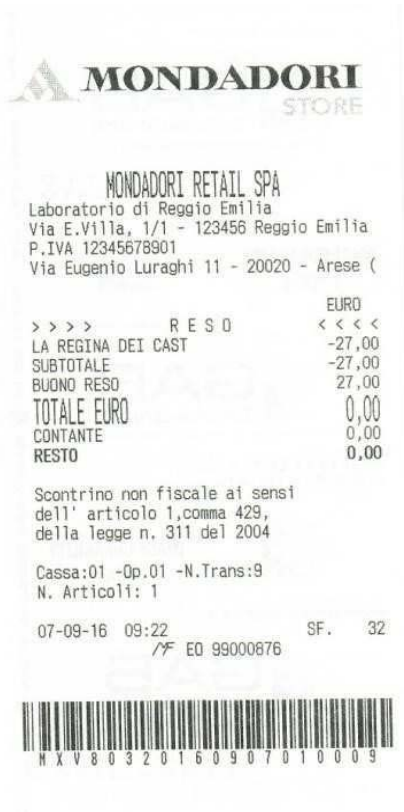 MONDADORI
STORE
MONDADORI RETAIL SPA
Laboratorio di Reggio Emilia
Via E.Villa, 1/1 - 123456 Reggio Emilia
P.IVA 12345678901
Via Eugenio Luraghi 11 - 20020 - Arese (
EURO
> > > > R E S O < < < <
LA REGINA DEI CAST -27,00
SUBTOTALE -27,00
BUONO RESO 27,00
TOTALE EURO 0,00
CONTANTE 0,00
RESTO 0,00
Scontrino non fiscale ai sensi
dell' articolo 1,comma 429,
della legge n. 311 del 2004
Cassa:01 -Op.01 -N.Trans:9
N. Articoli: 1
07-09-16 09:22 SF. 32
MF EO 99000876
M X V 8 0 3 2 0 1 6 0 9 0 7 0 1 0 0 0 9